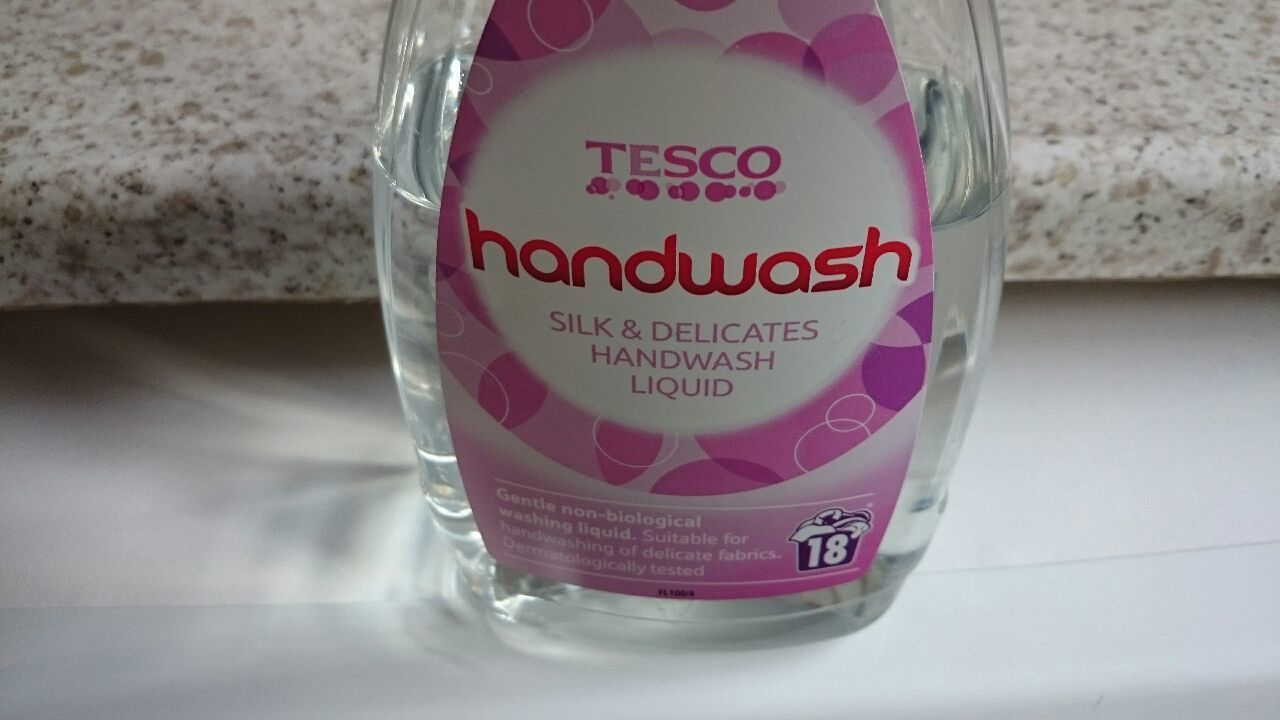 TESCO
handwash
SILK & DELICATES
HANDWASH
LIQUID
Gentle non-biological
washing liquid. Suitable for
handwashing of delicate fabrics.
Dermatologically tested
18
FL100/4